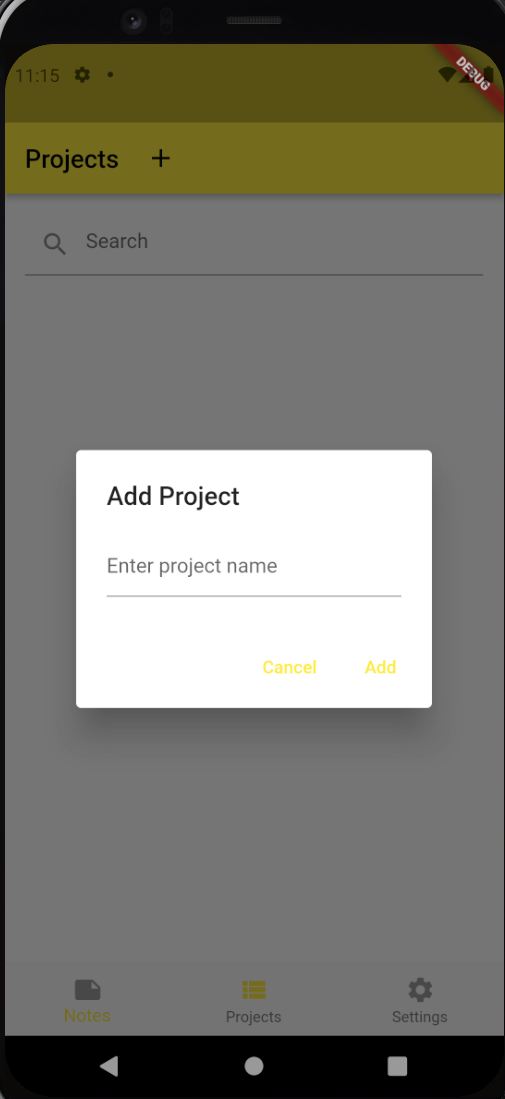 11:15
DEBUG
Projects +
Search
Add Project
Enter project name
Cancel Add
Notes Projects Settings